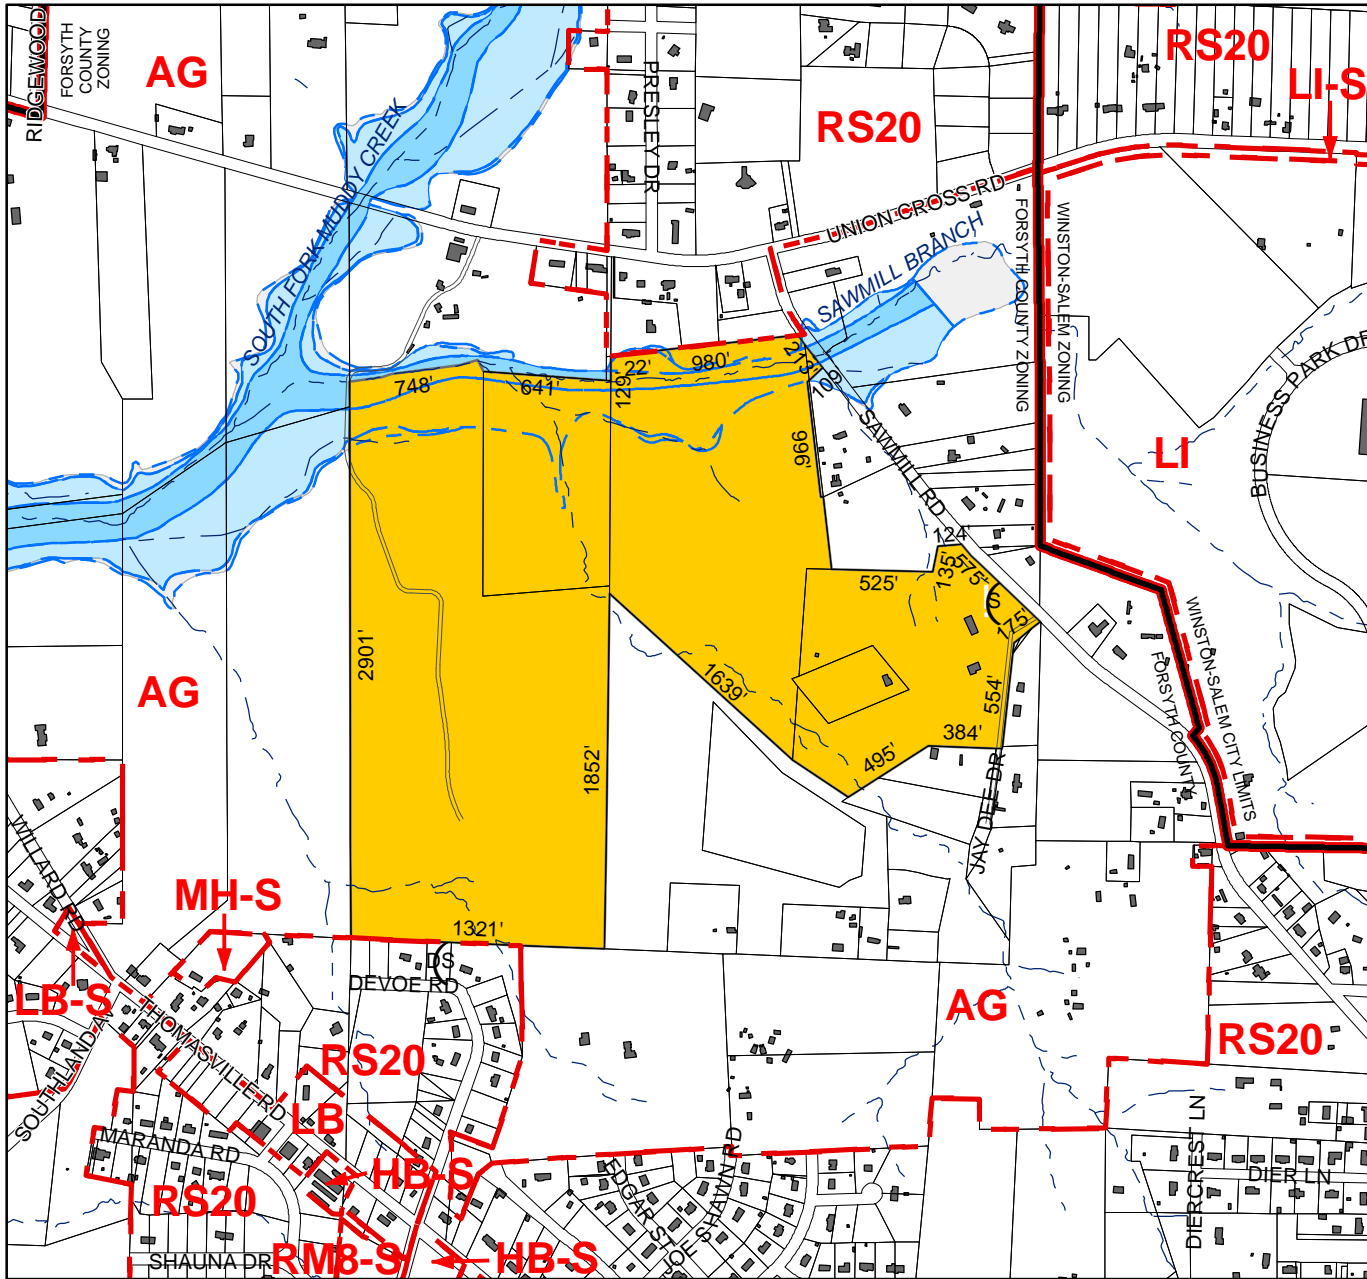 RIDGEWOOD
FORSYTH
COUNTY
ZONING
AG
SOUTH FORK MUDDY CREEK
PRESLEY DR
RS20
RS20
LI-S
UNION CROSS RD
SAWMILL BRANCH
FORSYTH COUNTY ZONING
WINSTON-SALEM ZONING
BUSINESS PARK DR
LI
748'
641'
22'
129'
980'
213'
109'
966'
SAWMILL RD
124'
135'
575'
S
175'
525'
2901'
1639'
554'
384'
495'
1852'
JAY DEE DR
WINSTON-SALEM CITY LIMITS
FORSYTH COUNTY
AG
WILLARD RD
MH-S
1321'
DS
DEVOE RD
LB-S
SOUTHLAND AV
THOMASVILLE RD
RS20
LB
AG
RS20
MARANDA RD
HB-S
RS20
EDGAR ST
JOE SHAWN RD
DIERCREST LN
DIER LN
SHAUNA DR
RM8-S
HB-S